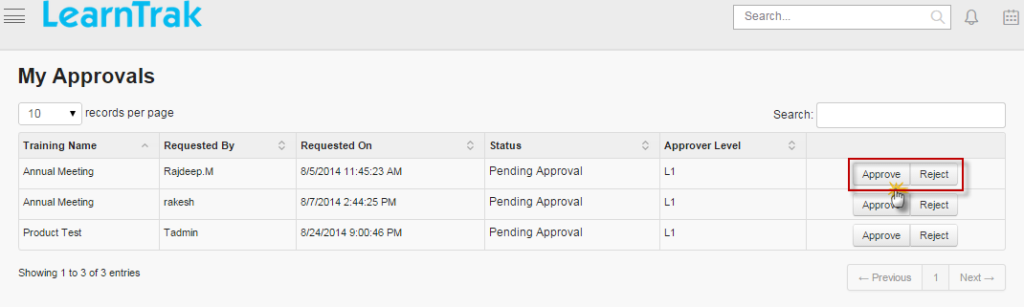 LearnTrak
Search...
My Approvals
10 records per page Search:
Training Name Requested By Requested On Status Approver Level
Annual Meeting Rajdeep.M 8/5/2014 11:45:23 AM Pending Approval L1 Approve Reject
Annual Meeting rakesh 8/7/2014 2:44:25 PM Pending Approval L1 Approve Reject
Product Test Tadmin 8/24/2014 9:00:46 PM Pending Approval L1 Approve Reject
Showing 1 to 3 of 3 entries ← Previous 1 Next →